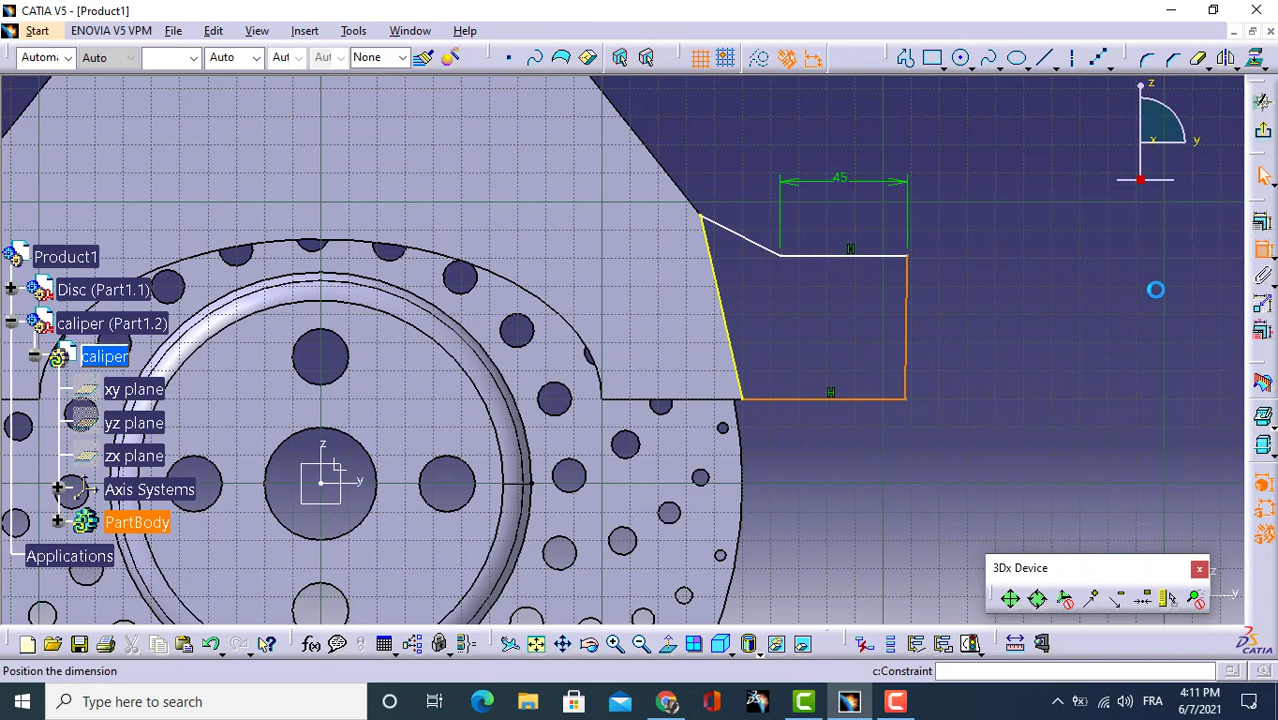 CATIA V5 - [Product1]
Start ENOVIA V5 VPM File Edit View Insert Tools Window Help
Automa Auto Auto Aut Aut None
z
x y
45
H
Product1
Disc (Part1.1)
caliper (Part1.2)
caliper
xy plane
yz plane
zx plane
Axis Systems
PartBody
Applications
H
z
y
3Dx Device
z
y
f(x)
DS CATIA
Position the dimension c:Constraint
Type here to search
FRA 4:11 PM
6/7/2021